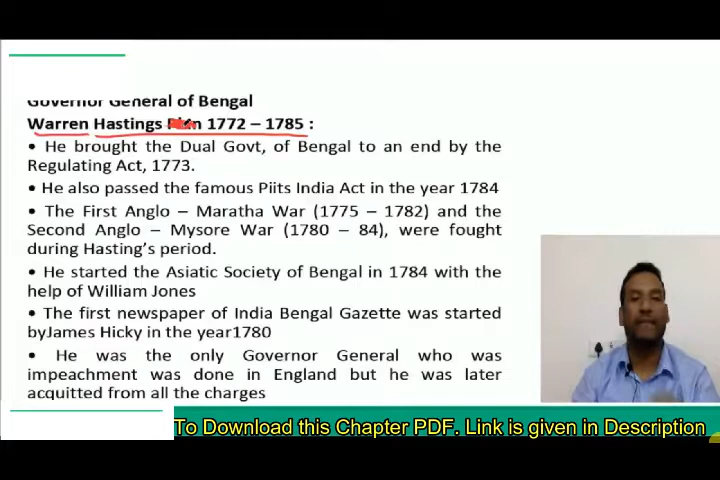 Governor General of Bengal
Warren Hastings 1772 – 1785 :
• He brought the Dual Govt, of Bengal to an end by the
Regulating Act, 1773.
• He also passed the famous Piits India Act in the year 1784
• The First Anglo – Maratha War (1775 – 1782) and the
Second Anglo – Mysore War (1780 – 84), were fought
during Hasting's period.
• He started the Asiatic Society of Bengal in 1784 with the
help of William Jones
• The first newspaper of India Bengal Gazette was started
byJames Hicky in the year1780
• He was the only Governor General who was
impeachment was done in England but he was later
acquitted from all the charges
To Download this Chapter PDF. Link is given in Description